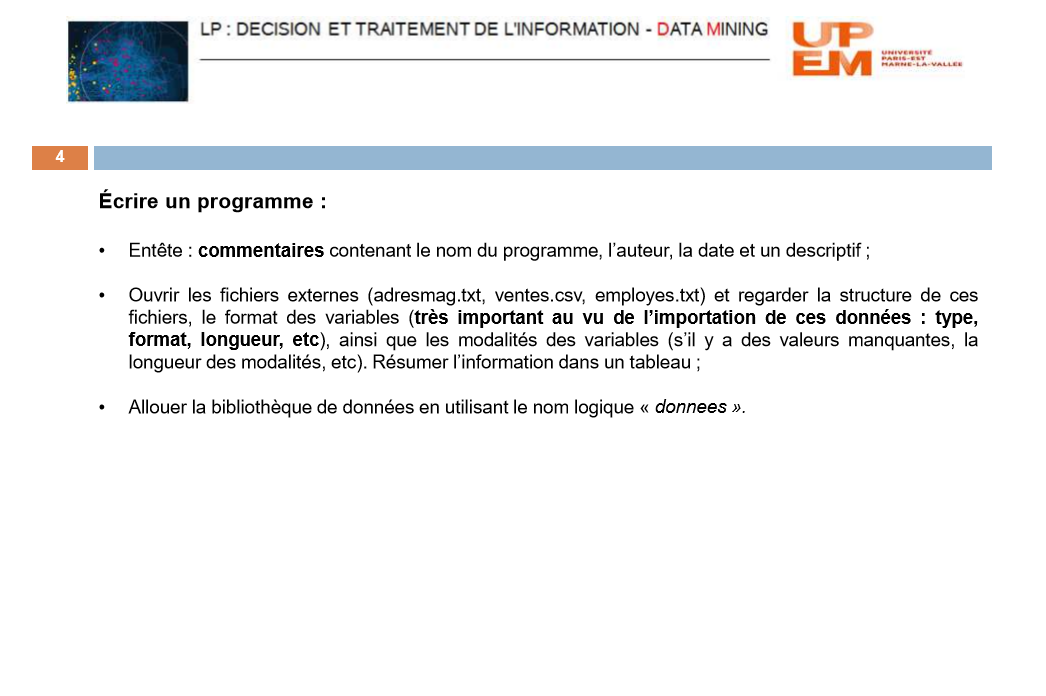 LP : DECISION ET TRAITEMENT DE L'INFORMATION - DATA MINING
UP
EM
UNIVERSITÉ
PARIS-EST
MARNE-LA-VALLEE
4
Écrire un programme :
• Entête : commentaires contenant le nom du programme, l’auteur, la date et un descriptif ;
• Ouvrir les fichiers externes (adresmag.txt, ventes.csv, employes.txt) et regarder la structure de ces
fichiers, le format des variables (très important au vu de l’importation de ces données : type,
format, longueur, etc), ainsi que les modalités des variables (s’il y a des valeurs manquantes, la
longueur des modalités, etc). Résumer l’information dans un tableau ;
• Allouer la bibliothèque de données en utilisant le nom logique « donnees ».